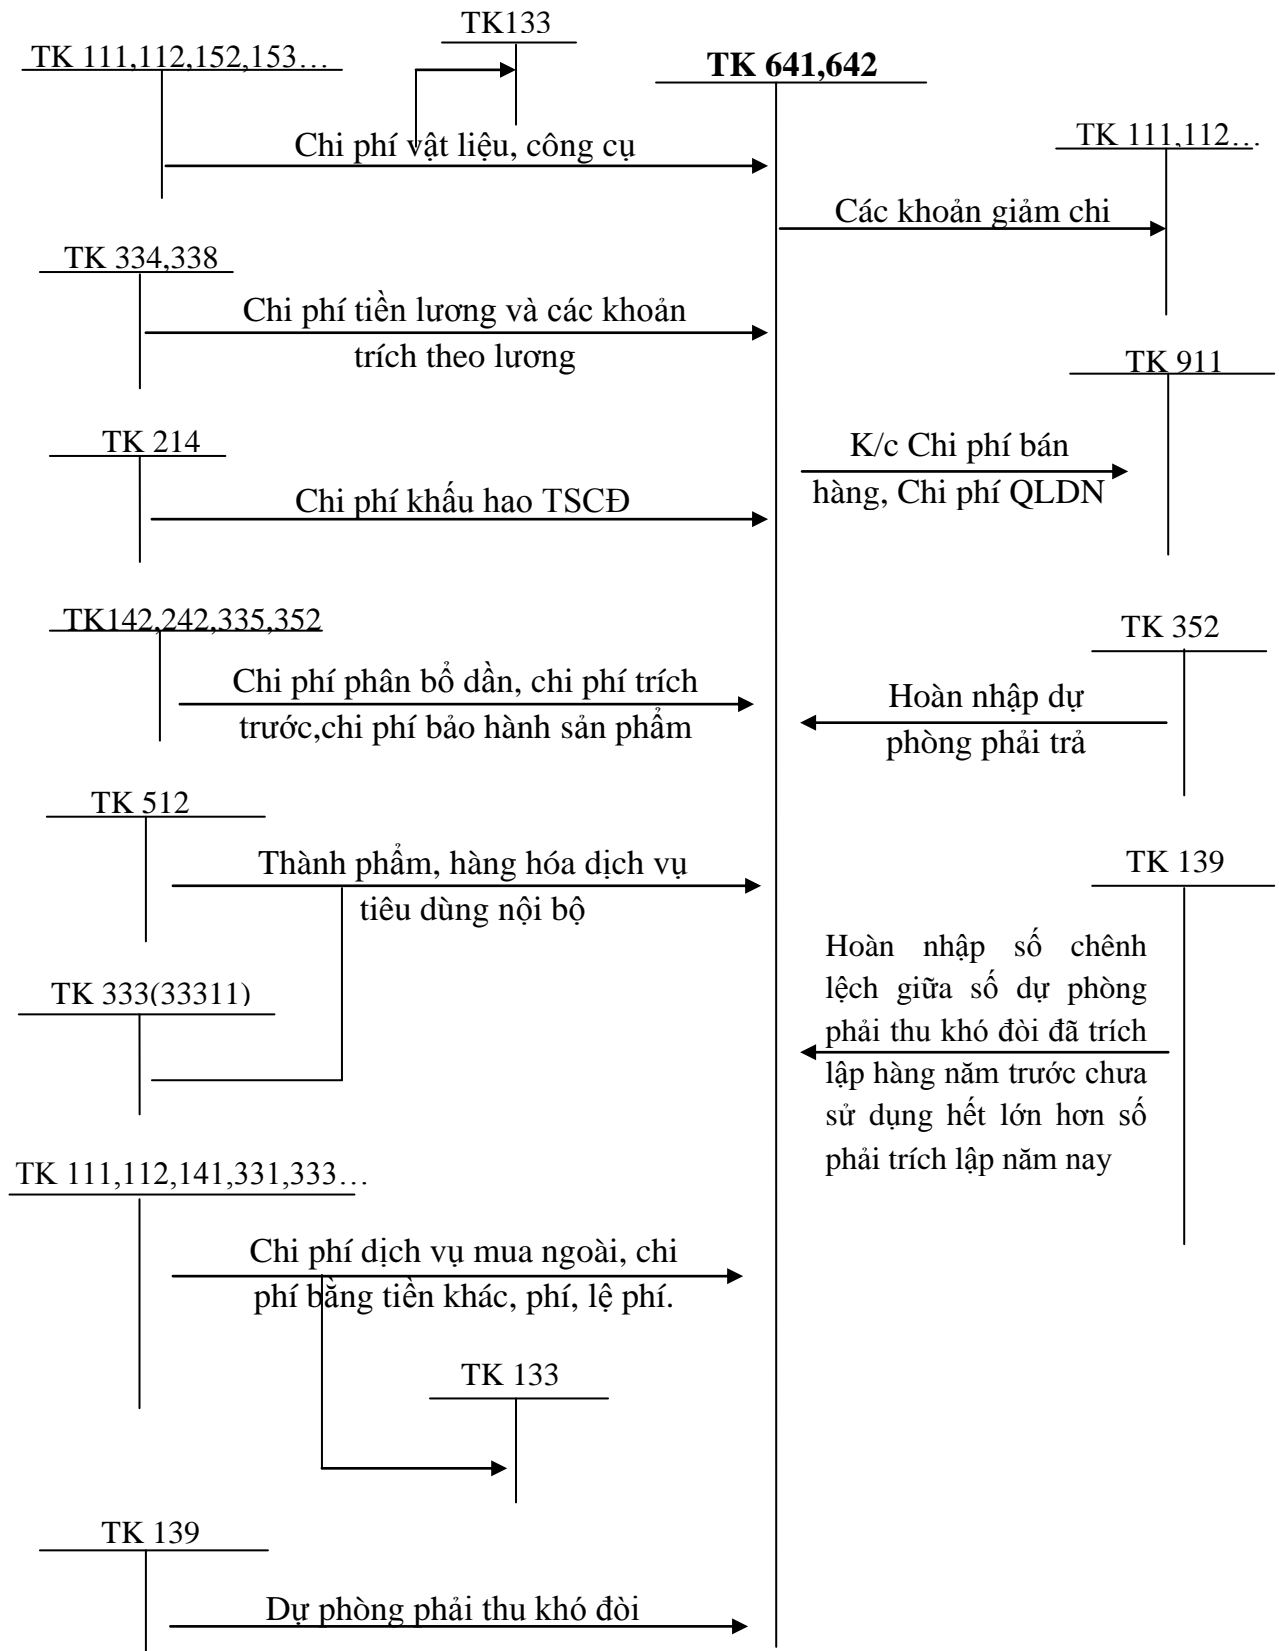 TK133
TK 111,112,152,153…
TK 641,642
Chi phí vật liệu, công cụ
TK 111,112…
Các khoản giảm chi
TK 334,338
Chi phí tiền lương và các khoản
trích theo lương
TK 911
TK 214
K/c Chi phí bán
hàng, Chi phí QLDN
Chi phí khấu hao TSCĐ
TK142,242,335,352
TK 352
Chi phí phân bổ dần, chi phí trích
trước,chi phí bảo hành sản phẩm
Hoàn nhập dự
phòng phải trả
TK 512
Thành phẩm, hàng hóa dịch vụ
tiêu dùng nội bộ
TK 139
Hoàn nhập số chênh
lệch giữa số dự phòng
phải thu khó đòi đã trích
lập hàng năm trước chưa
sử dụng hết lớn hơn số
phải trích lập năm nay
TK 333(33311)
TK 111,112,141,331,333…
Chi phí dịch vụ mua ngoài, chi
phí bằng tiền khác, phí, lệ phí.
TK 133
TK 139
Dự phòng phải thu khó đòi